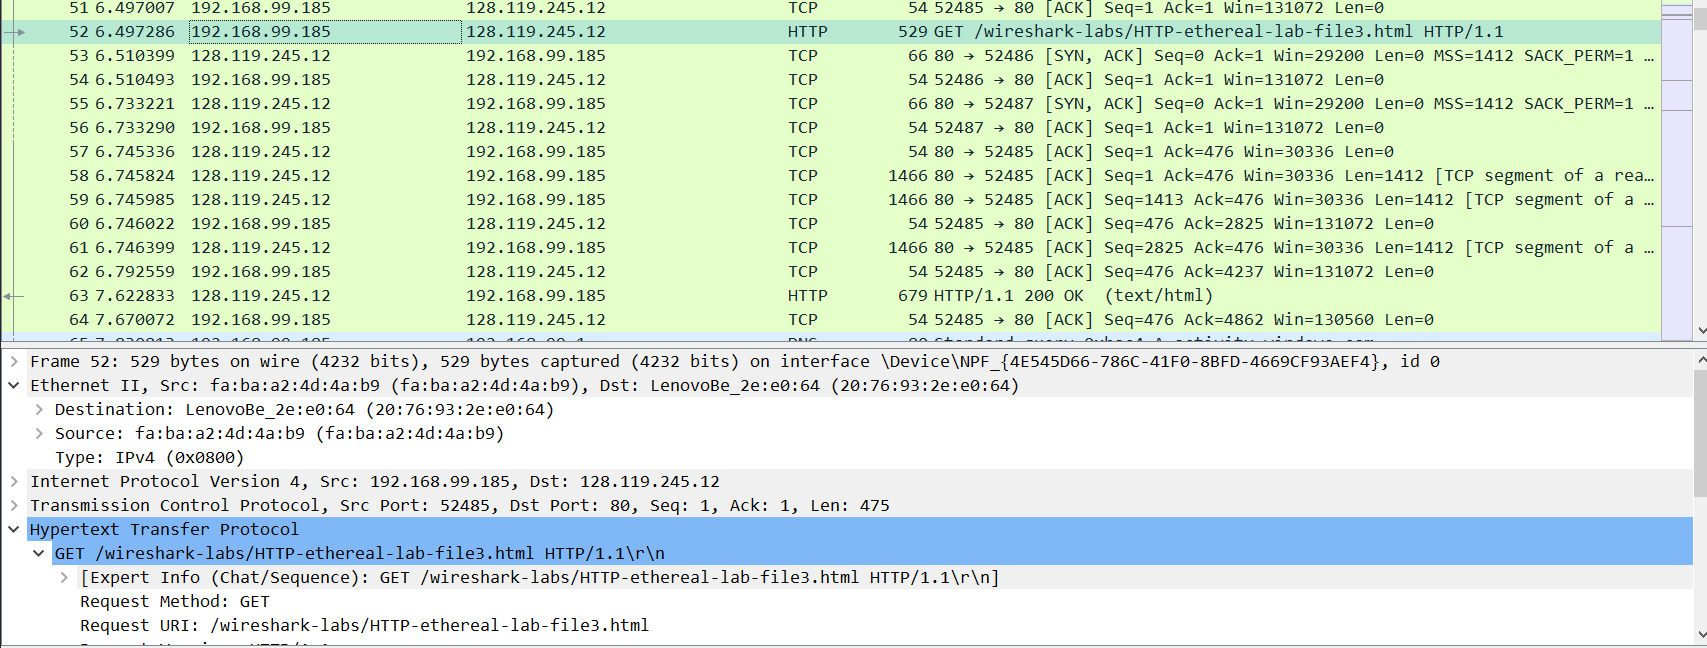 51 6.497007 192.168.99.185 128.119.245.12 TCP 54 52485 → 80 [ACK] Seq=1 Ack=1 Win=131072 Len=0
52 6.497286 192.168.99.185 128.119.245.12 HTTP 529 GET /wireshark-labs/HTTP-ethereal-lab-file3.html HTTP/1.1
53 6.510399 128.119.245.12 192.168.99.185 TCP 66 80 → 52486 [SYN, ACK] Seq=0 Ack=1 Win=29200 Len=0 MSS=1412 SACK_PERM=1 …
54 6.510493 192.168.99.185 128.119.245.12 TCP 54 52486 → 80 [ACK] Seq=1 Ack=1 Win=131072 Len=0
55 6.733221 128.119.245.12 192.168.99.185 TCP 66 80 → 52487 [SYN, ACK] Seq=0 Ack=1 Win=29200 Len=0 MSS=1412 SACK_PERM=1 …
56 6.733290 192.168.99.185 128.119.245.12 TCP 54 52487 → 80 [ACK] Seq=1 Ack=1 Win=131072 Len=0
57 6.745336 128.119.245.12 192.168.99.185 TCP 54 80 → 52485 [ACK] Seq=1 Ack=476 Win=30336 Len=0
58 6.745824 128.119.245.12 192.168.99.185 TCP 1466 80 → 52485 [ACK] Seq=1 Ack=476 Win=30336 Len=1412 [TCP segment of a rea…
59 6.745985 128.119.245.12 192.168.99.185 TCP 1466 80 → 52485 [ACK] Seq=1413 Ack=476 Win=30336 Len=1412 [TCP segment of a …
60 6.746022 192.168.99.185 128.119.245.12 TCP 54 52485 → 80 [ACK] Seq=476 Ack=2825 Win=131072 Len=0
61 6.746399 128.119.245.12 192.168.99.185 TCP 1466 80 → 52485 [ACK] Seq=2825 Ack=476 Win=30336 Len=1412 [TCP segment of a …
62 6.792559 192.168.99.185 128.119.245.12 TCP 54 52485 → 80 [ACK] Seq=476 Ack=4237 Win=131072 Len=0
63 7.622833 128.119.245.12 192.168.99.185 HTTP 679 HTTP/1.1 200 OK (text/html)
64 7.670072 192.168.99.185 128.119.245.12 TCP 54 52485 → 80 [ACK] Seq=476 Ack=4862 Win=130560 Len=0
Frame 52: 529 bytes on wire (4232 bits), 529 bytes captured (4232 bits) on interface \Device\NPF_{4E545D66-786C-41F0-8BFD-4669CF93AEF4}, id 0
Ethernet II, Src: fa:ba:a2:4d:4a:b9 (fa:ba:a2:4d:4a:b9), Dst: LenovoBe_2e:e0:64 (20:76:93:2e:e0:64)
Destination: LenovoBe_2e:e0:64 (20:76:93:2e:e0:64)
Source: fa:ba:a2:4d:4a:b9 (fa:ba:a2:4d:4a:b9)
Type: IPv4 (0x0800)
Internet Protocol Version 4, Src: 192.168.99.185, Dst: 128.119.245.12
Transmission Control Protocol, Src Port: 52485, Dst Port: 80, Seq: 1, Ack: 1, Len: 475
Hypertext Transfer Protocol
GET /wireshark-labs/HTTP-ethereal-lab-file3.html HTTP/1.1\r\n
[Expert Info (Chat/Sequence): GET /wireshark-labs/HTTP-ethereal-lab-file3.html HTTP/1.1\r\n]
Request Method: GET
Request URI: /wireshark-labs/HTTP-ethereal-lab-file3.html